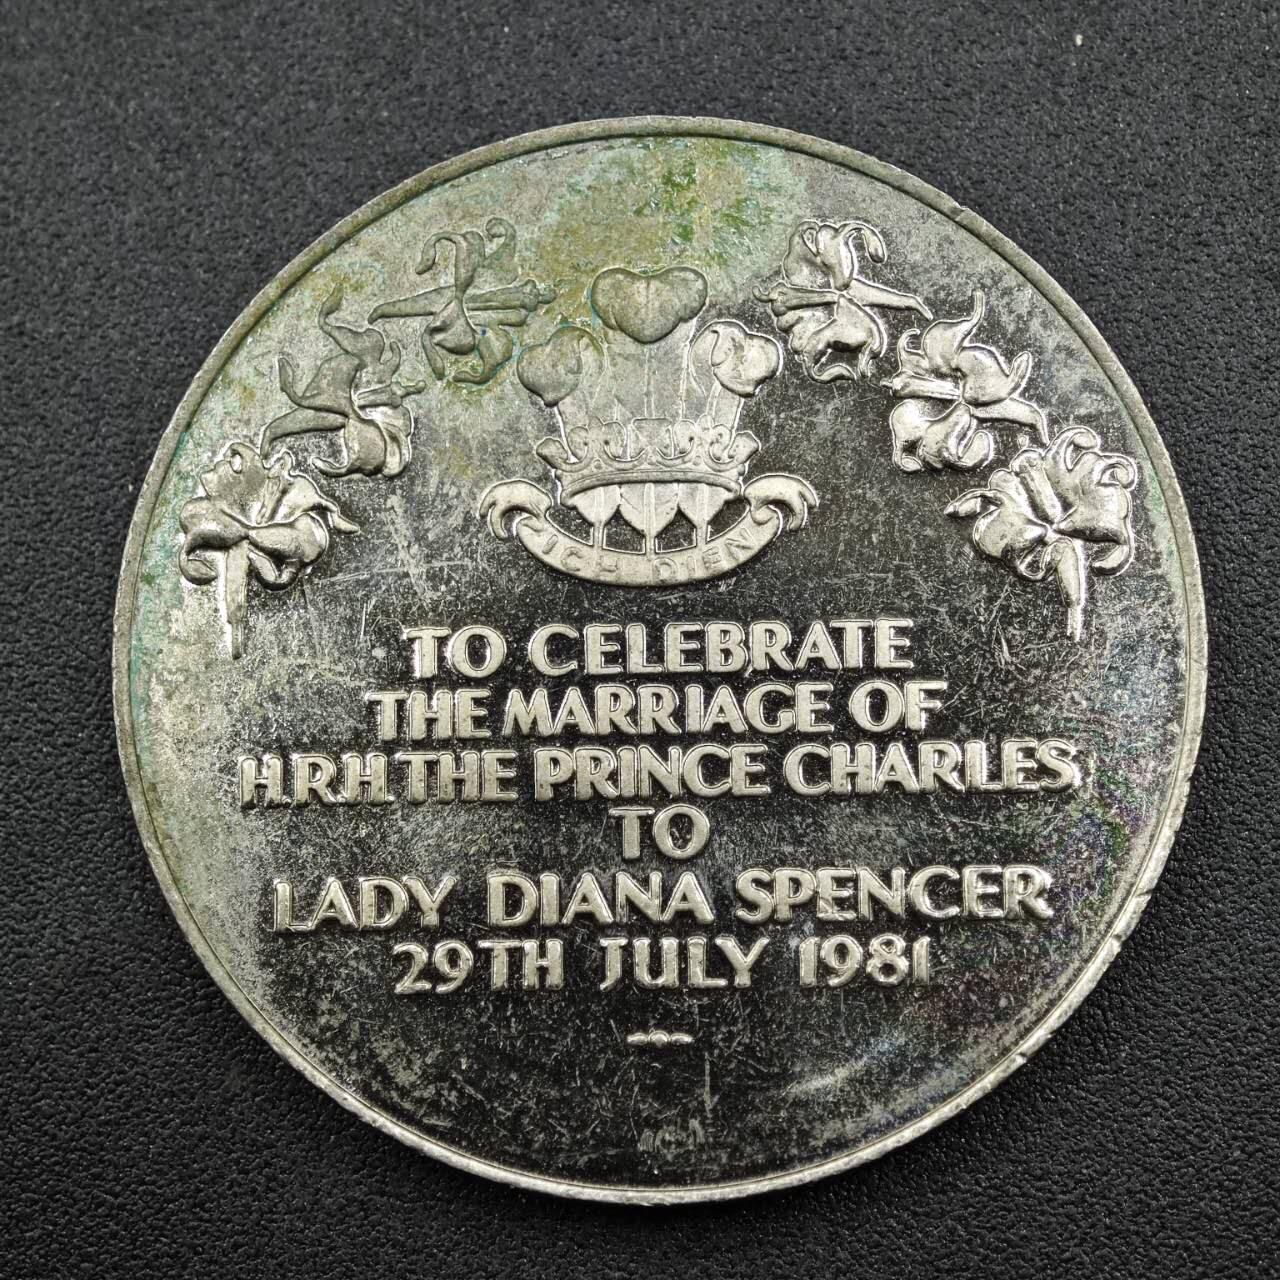 ICH DIEN
TO CELEBRATE
THE MARRIAGE OF
H.R.H. THE PRINCE CHARLES
TO
LADY DIANA SPENCER
29TH JULY 1981